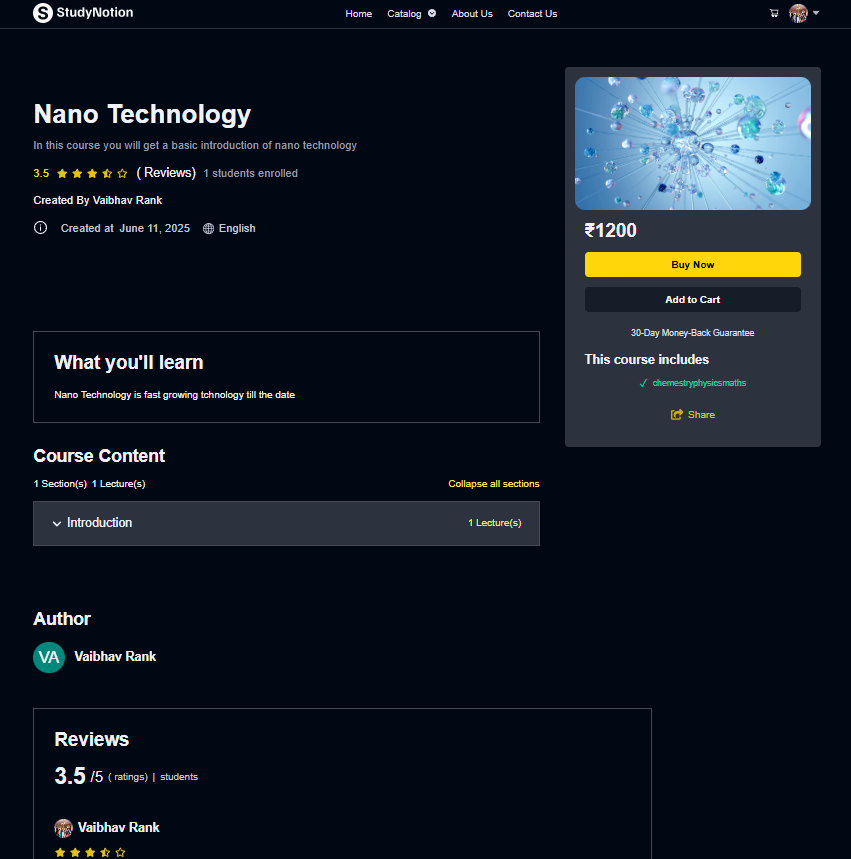 S StudyNotion
Home Catalog About Us Contact Us
Nano Technology
In this course you will get a basic introduction of nano technology
3.5 ( Reviews) 1 students enrolled
Created By Vaibhav Rank
Created at June 11, 2025 English
₹1200
Buy Now
Add to Cart
30-Day Money-Back Guarantee
This course includes
✓ chemestryphysicsmaths
Share
What you'll learn
Nano Technology is fast growing tchnology till the date
Course Content
1 Section(s) 1 Lecture(s) Collapse all sections
Introduction 1 Lecture(s)
Author
VA Vaibhav Rank
Reviews
3.5 /5 ( ratings) | students
Vaibhav Rank